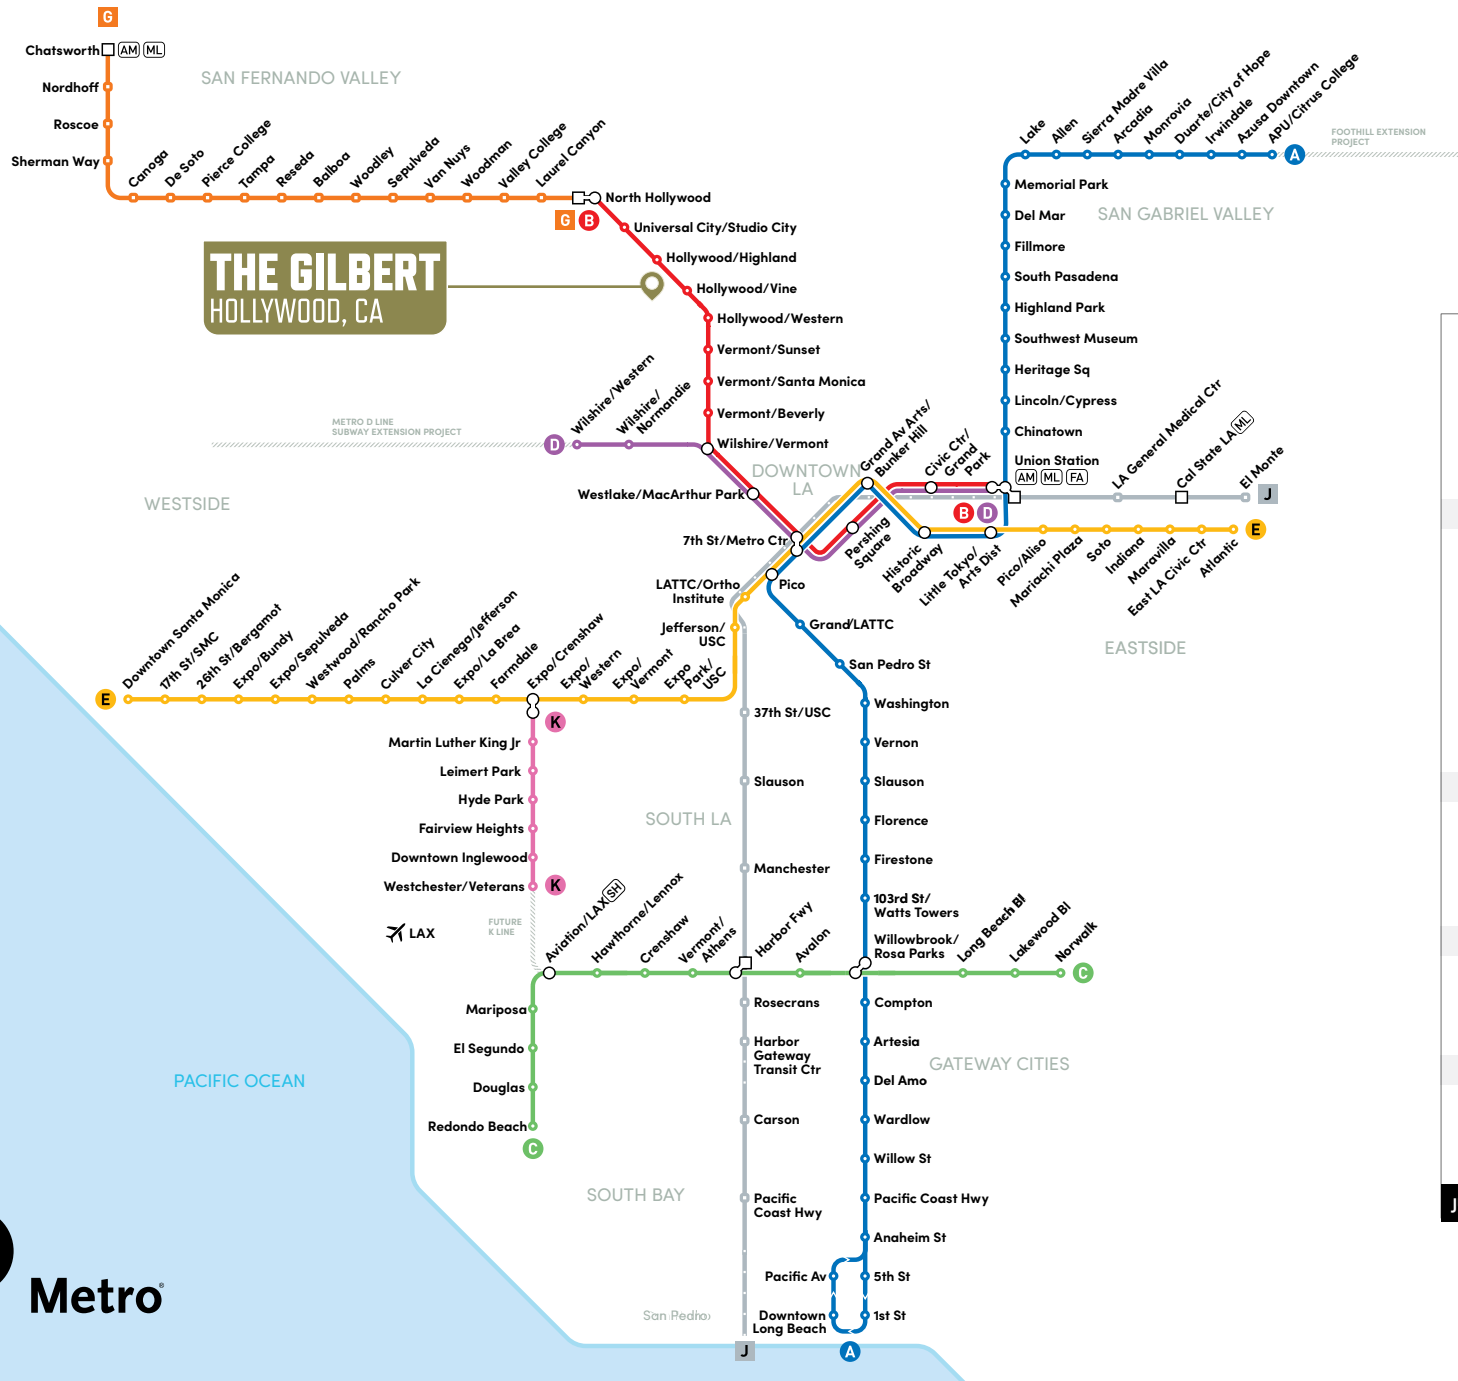 G
Chatsworth
AM ML
Nordhoff
Roscoe
Sherman Way
SAN FERNANDO VALLEY
Canoga
De Soto
Pierce College
Tampa
Reseda
Balboa
Woodley
Sepulveda
Van Nuys
Woodman
Valley College
Laurel Canyon
North Hollywood
G B
Universal City/Studio City
Hollywood/Highland
Hollywood/Vine
Hollywood/Western
Vermont/Sunset
Vermont/Santa Monica
Vermont/Beverly
Wilshire/Vermont
THE GILBERT
HOLLYWOOD, CA
METRO D LINE
SUBWAY EXTENSION PROJECT
D
Wilshire/Western
Wilshire/
Normandie
WESTSIDE
Westlake/MacArthur Park
DOWNTOWN
LA
7th St/Metro Ctr
Pershing
Square
Grand Av Arts/
Bunker Hill
Civic Ctr/
Grand
Park
B D
Historic
Broadway
Little Tokyo/
Arts Dist
Lake
Allen
Sierra Madre Villa
Arcadia
Monrovia
Duarte/City of Hope
Irwindale
Azusa Downtown
APU/Citrus College
A
FOOTHILL EXTENSION
PROJECT
Memorial Park
Del Mar
SAN GABRIEL VALLEY
Fillmore
South Pasadena
Highland Park
Southwest Museum
Heritage Sq
Lincoln/Cypress
Chinatown
Union Station
AM ML FA
LA General Medical Ctr
Cal State LA ML
El Monte
J
Pico/Aliso
Mariachi Plaza
Soto
Indiana
Maravilla
East LA Civic Ctr
Atlantic
E
EASTSIDE
LATTC/Ortho
Institute
Pico
Jefferson/
USC
Grand/LATTC
San Pedro St
Washington
Vernon
Slauson
Florence
Firestone
103rd St/
Watts Towers
Willowbrook/
Rosa Parks
E
Downtown Santa Monica
17th St/SMC
26th St/Bergamot
Expo/Bundy
Expo/Sepulveda
Westwood/Rancho Park
Palms
Culver City
La Cienega/Jefferson
Expo/La Brea
Farmdale
Expo/Crenshaw
Expo/
Western
Expo/
Vermont
Expo
Park/
USC
K
Martin Luther King Jr
Leimert Park
Hyde Park
Fairview Heights
Downtown Inglewood
Westchester/Veterans
K
FUTURE
K LINE
LAX
37th St/USC
Slauson
SOUTH LA
Manchester
Aviation/LAX SH
Hawthorne/Lennox
Crenshaw
Vermont/
Athens
Harbor Fwy
Avalon
Long Beach Bl
Lakewood Bl
Norwalk
C
Mariposa
El Segundo
Douglas
Redondo Beach
C
Rosecrans
Harbor
Gateway
Transit Ctr
Carson
Pacific
Coast Hwy
Compton
Artesia
GATEWAY CITIES
Del Amo
Wardlow
Willow St
Pacific Coast Hwy
Anaheim St
Pacific Av
5th St
Downtown
Long Beach
1st St
SOUTH BAY
PACIFIC OCEAN
San Pedro
J
A
Metro
J